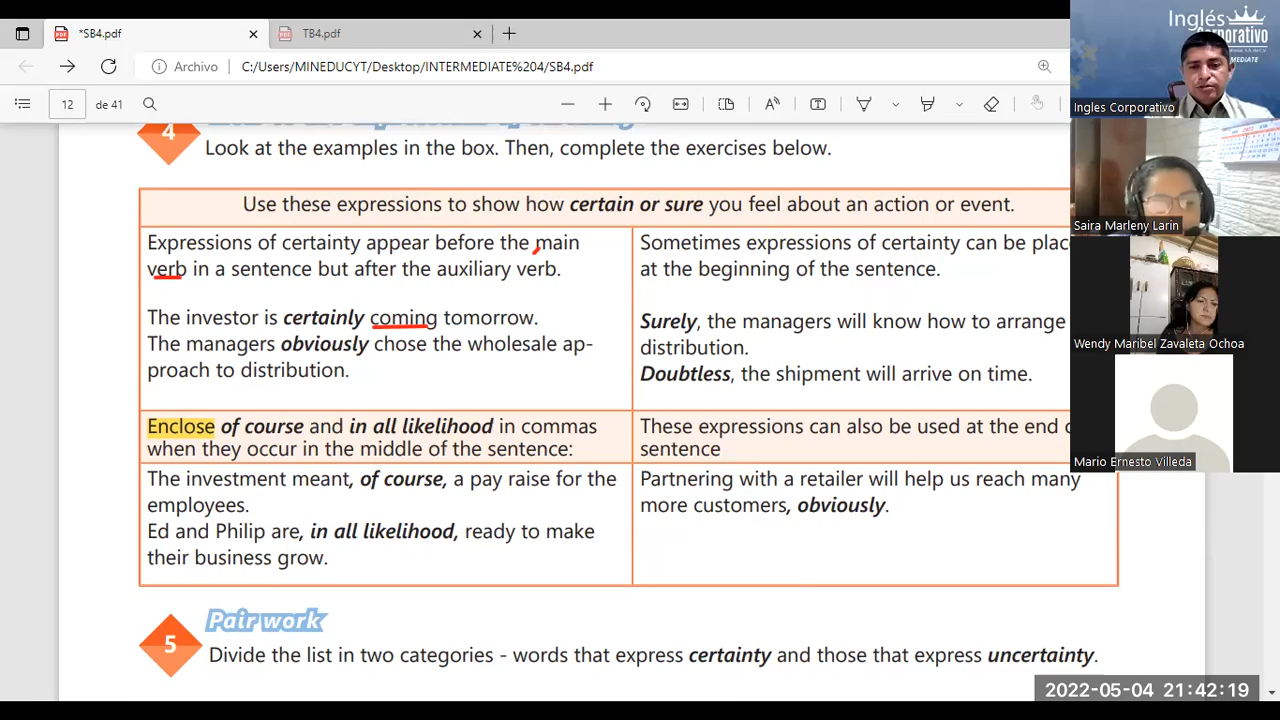 *SB4.pdf
TB4.pdf
Archivo
C:/Users/MINEDUCYT/Desktop/INTERMEDIATE%204/SB4.pdf
12
de 41
4
Look at the examples in the box. Then complete the exercises below.
Use these expressions to show how certain or sure you feel about an action or event.
Expressions of certainty appear before the main
verb in a sentence but after the auxiliary verb.
The investor is certainly coming tomorrow.
The managers obviously chose the wholesale ap-
proach to distribution.
Sometimes expressions of certainty can be plac
at the beginning of the sentence.
Surely, the managers will know how to arrange
distribution.
Doubtless, the shipment will arrive on time.
Enclose of course and in all likelihood in commas
when they occur in the middle of the sentence:
These expressions can also be used at the end
sentence
The investment meant, of course, a pay raise for the
employees.
Ed and Philip are, in all likelihood, ready to make
their business grow.
Partnering with a retailer will help us reach many
more customers, obviously.
Pair work
5
Divide the list in two categories - words that express certainty and those that express uncertainty.
Inglés
Corporativo
Ingles Corporativo
Saira Marleny Larin
Wendy Maribel Zavaleta Ochoa
Mario Ernesto Villeda
2022-05-04 21:42:19